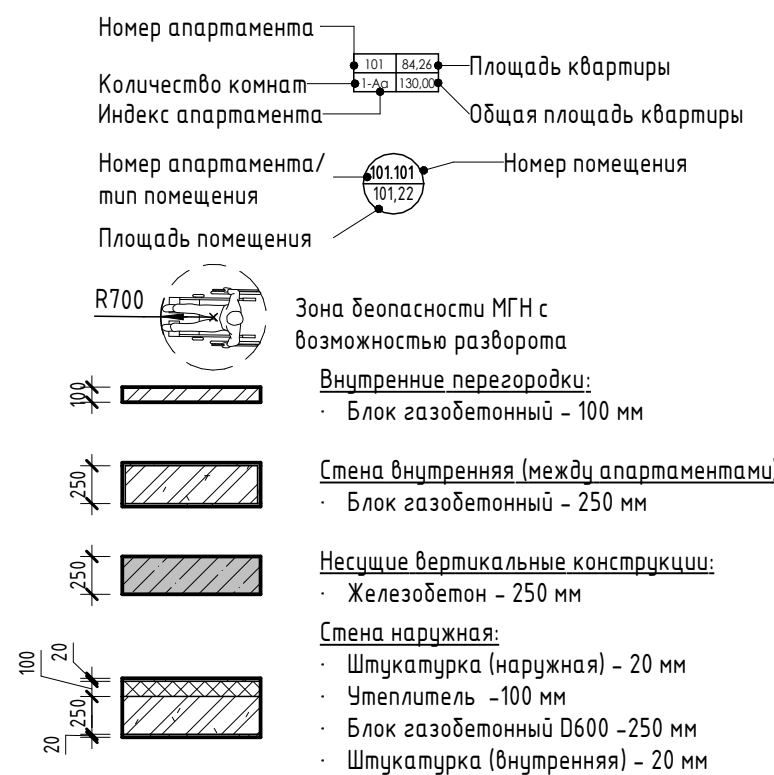 Номер апартамента
101 84,26 Площадь квартиры
Количество комнат 1-Аа 130,00
Индекс апартамента Общая площадь квартиры
Номер апартамента/ 101.101 Номер помещения
тип помещения 101,22
Площадь помещения
R700
Зона беопасности МГН с
возможностью разворота
100
Внутренние перегородки:
· Блок газобетонный - 100 мм
250
Стена внутренняя (между апартаментами)
· Блок газобетонный - 250 мм
250
Несущие вертикальные конструкции:
· Железобетон - 250 мм
Стена наружная:
20
100
250
20
· Штукатурка (наружная) - 20 мм
· Утеплитель -100 мм
· Блок газобетонный D600 -250 мм
· Штукатурка (внутренняя) - 20 мм